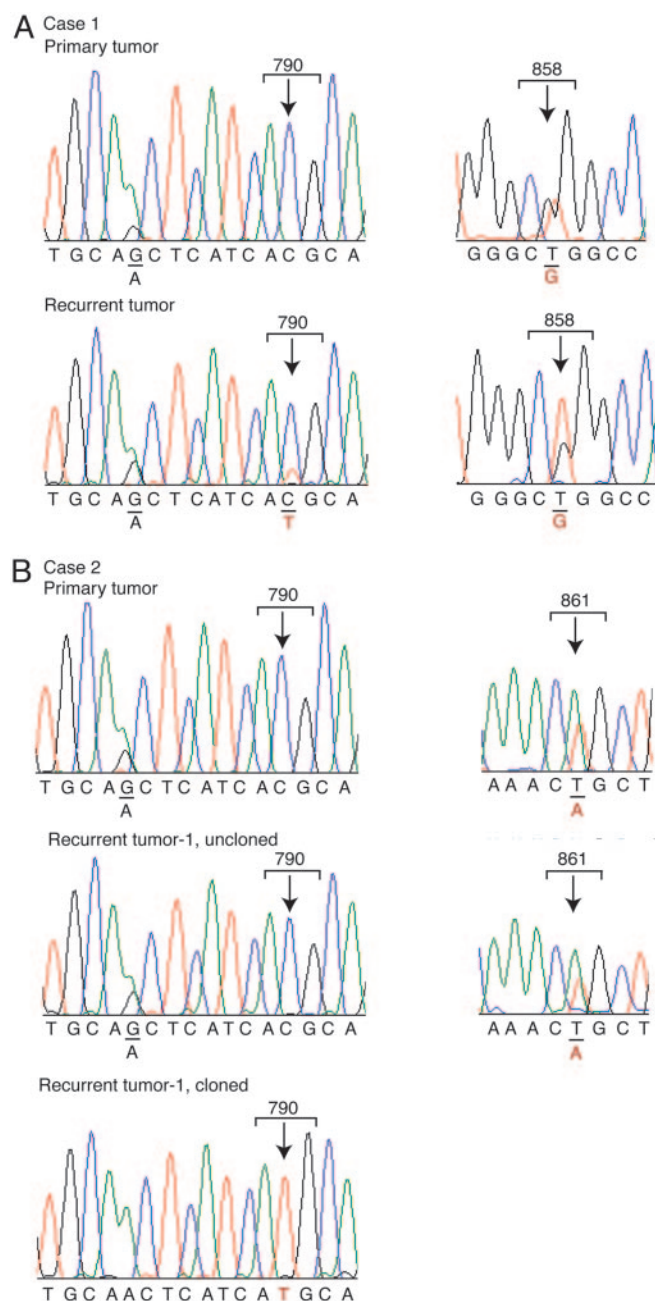 A Case 1
Primary tumor
790 858
T G C A G C T C A T C A C G C A G G G C T G G C C
A G
Recurrent tumor
790 858
T G C A G C T C A T C A C G C A G G G C T G G C C
A T G
B Case 2
Primary tumor
790 861
T G C A G C T C A T C A C G C A A A A C T G C T
A A
Recurrent tumor-1, uncloned
790 861
T G C A G C T C A T C A C G C A A A A C T G C T
A A
Recurrent tumor-1, cloned
790
T G C A A C T C A T C A T G C A